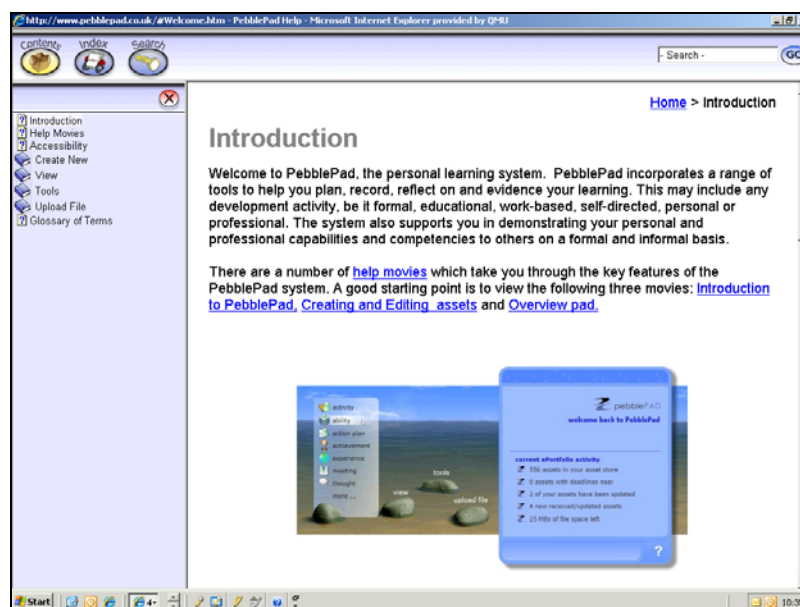 http://www.pebblepad.co.uk/#Welcome.htm - PebblePad Help - Microsoft Internet Explorer provided by QMU
contents index search
- Search - GO
Home > Introduction
Introduction
Help Movies
Accessibility
Create New
View
Tools
Upload File
Glossary of Terms
Introduction
Welcome to PebblePad, the personal learning system. PebblePad incorporates a range of
tools to help you plan, record, reflect on and evidence your learning. This may include any
development activity, be it formal, educational, work-based, self-directed, personal or
professional. The system also supports you in demonstrating your personal and
professional capabilities and competencies to others on a formal and informal basis.
There are a number of help movies which take you through the key features of the
PebblePad system. A good starting point is to view the following three movies: Introduction
to PebblePad, Creating and Editing assets and Overview pad.
activity
ability
action plan
achievement
experience
meeting
thought
more ...
view
tools
upload file
pebblePAD
welcome back to PebblePad
current ePortfolio activity
556 assets in your asset store
0 assets with deadlines near
2 of your assets have been updated
4 new received/updated assets
25 MBs of file space left
?
Start
4